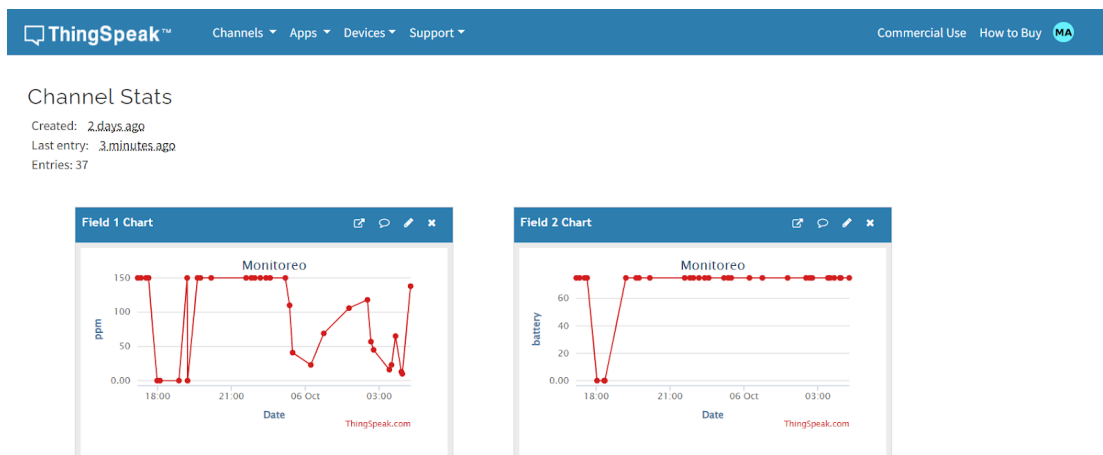 ThingSpeak™ Channels Apps Devices Support Commercial Use How to Buy MA
Channel Stats
Created: 2 days ago
Last entry: 3 minutes ago
Entries: 37
Field 1 Chart
Monitoreo
ppm
150
100
50
0.00
18:00 21:00 06 Oct 03:00
Date
ThingSpeak.com
Field 2 Chart
Monitoreo
battery
60
40
20
0.00
18:00 21:00 06 Oct 03:00
Date
ThingSpeak.com